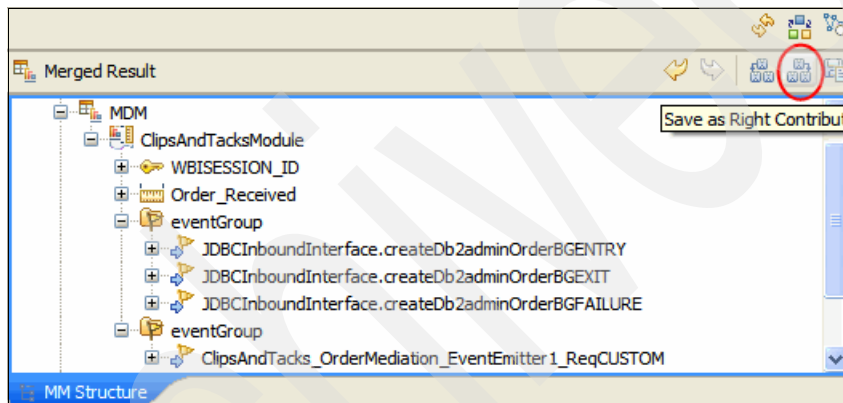 Merged Result
Save as Right Contribut
MDM
ClipsAndTacksModule
WBISESSION_ID
Order_Received
eventGroup
JDBCInboundInterface.createDb2adminOrderBGENTRY
JDBCInboundInterface.createDb2adminOrderBGEXIT
JDBCInboundInterface.createDb2adminOrderBGFAILURE
eventGroup
ClipsAndTacks_OrderMediation_EventEmitter1_ReqCUSTOM
MM Structure